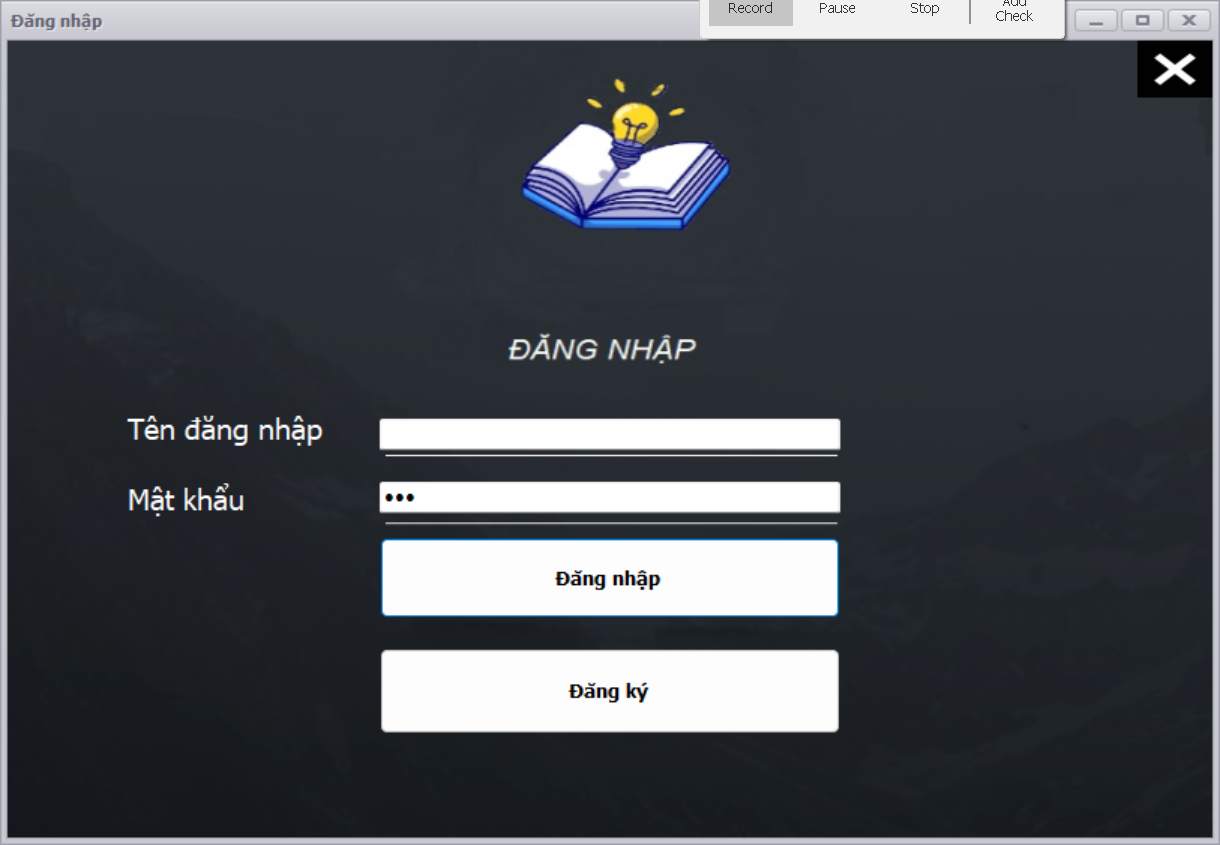 Đăng nhập
Record Pause Stop Add
Check
ĐĂNG NHẬP
Tên đăng nhập
Mật khẩu •••
Đăng nhập
Đăng ký